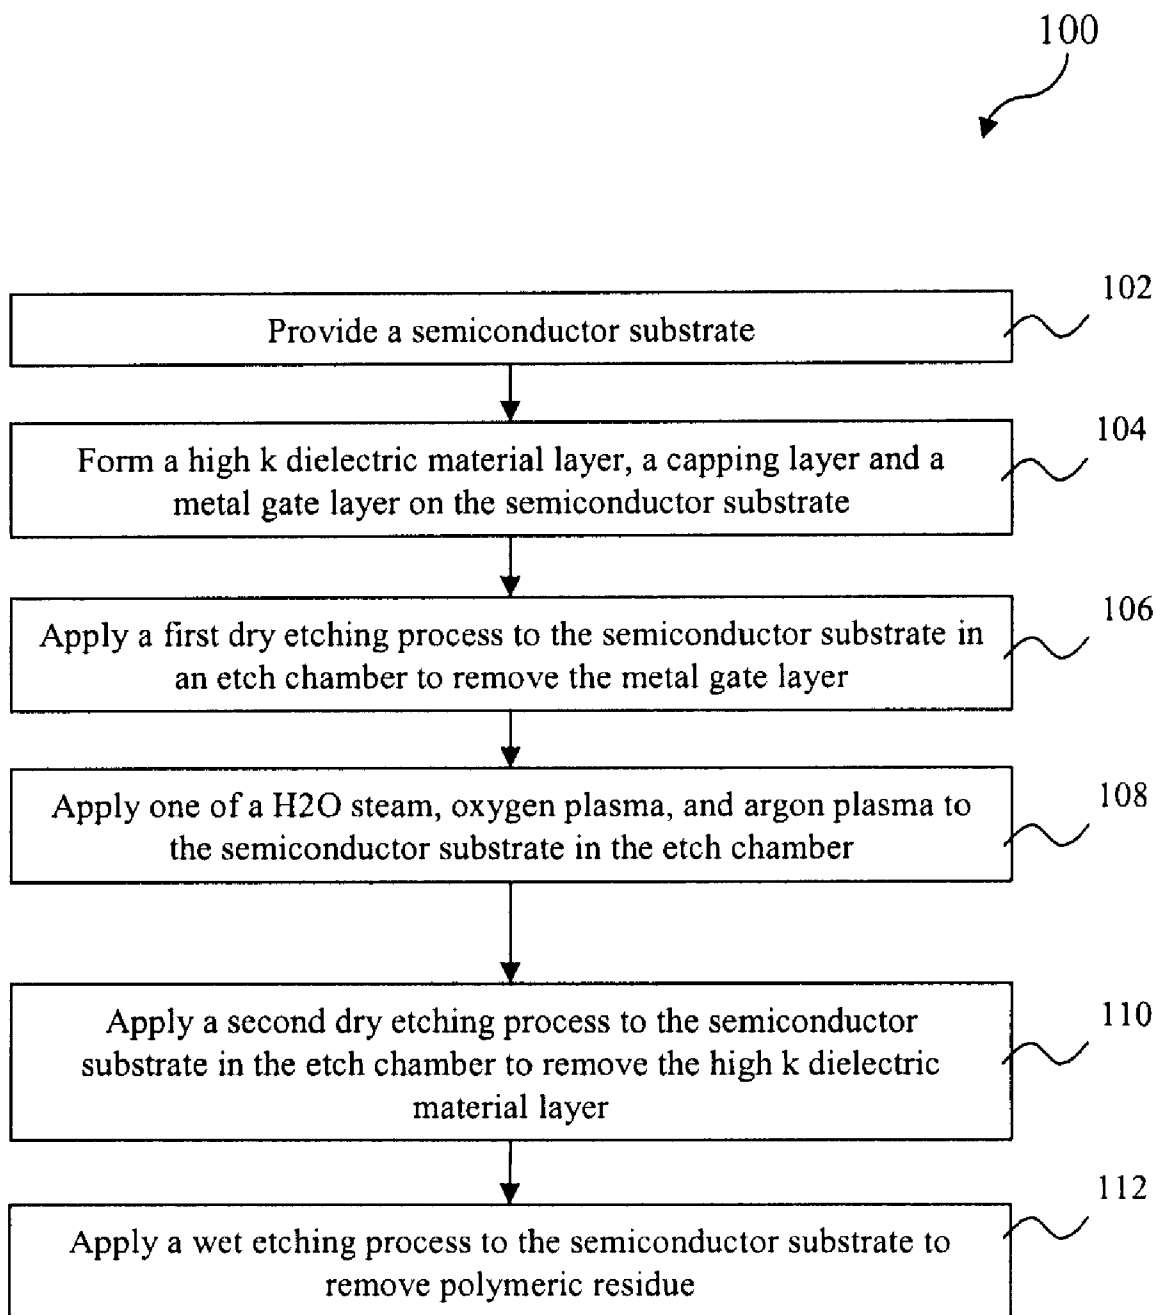 100
102
Provide a semiconductor substrate
104
Form a high k dielectric material layer, a capping layer and a
metal gate layer on the semiconductor substrate
106
Apply a first dry etching process to the semiconductor substrate in
an etch chamber to remove the metal gate layer
108
Apply one of a H2O steam, oxygen plasma, and argon plasma to
the semiconductor substrate in the etch chamber
110
Apply a second dry etching process to the semiconductor
substrate in the etch chamber to remove the high k dielectric
material layer
112
Apply a wet etching process to the semiconductor substrate to
remove polymeric residue